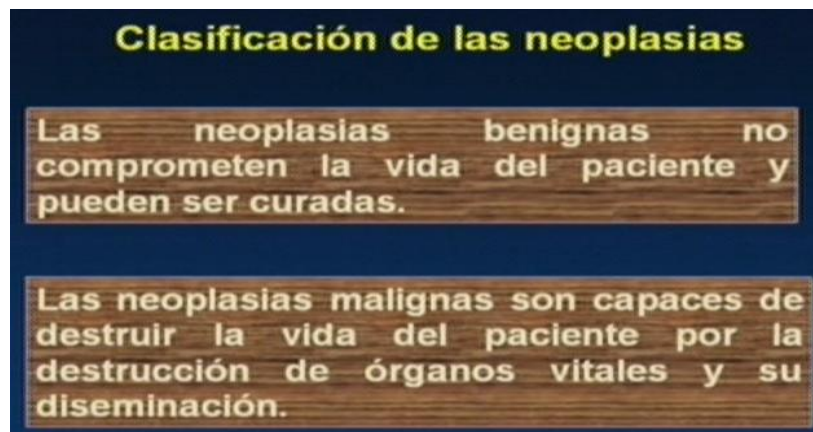 Clasificación de las neoplasias
Las neoplasias benignas no
comprometen la vida del paciente y
pueden ser curadas.
Las neoplasias malignas son capaces de
destruir la vida del paciente por la
destrucción de órganos vitales y su
diseminación.